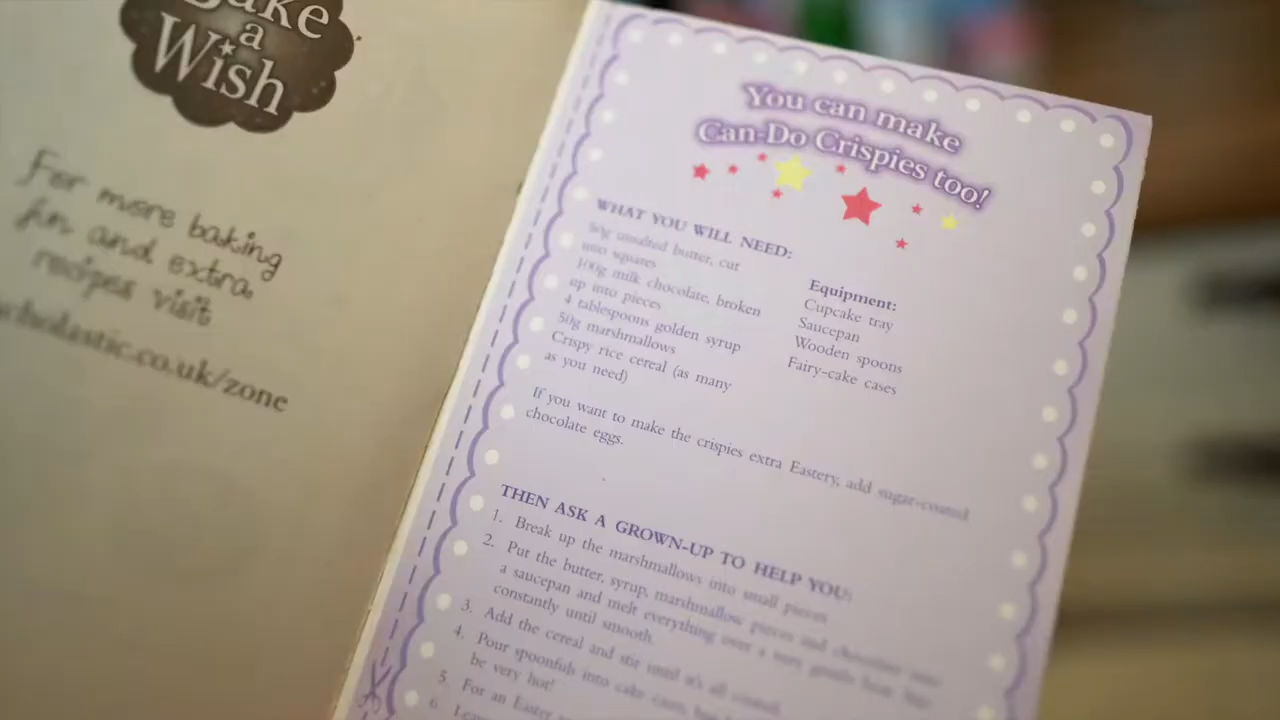 Bake
a
Wish
For more baking
fun and extra
recipes visit
scholastic.co.uk/zone
You can make
Can-Do Crispies too!
WHAT YOU WILL NEED:
50g unsalted butter, cut
into squares
100g milk chocolate, broken
up into pieces
4 tablespoons golden syrup
50g marshmallows
Crispy rice cereal (as many
as you need)
Equipment:
Cupcake tray
Saucepan
Wooden spoons
Fairy-cake cases
If you want to make the crispies extra Eastery, add sugar-coated
chocolate eggs.
THEN ASK A GROWN-UP TO HELP YOU:
1. Break up the marshmallows into small pieces
2. Put the butter, syrup, marshmallow pieces and chocolate into
a saucepan and melt everything over a very gentle heat. Stir
constantly until smooth.
3. Add the cereal and stir until it's all coated.
4. Pour spoonfuls into cake cases, but
be very hot!
5. For an Easter
6.